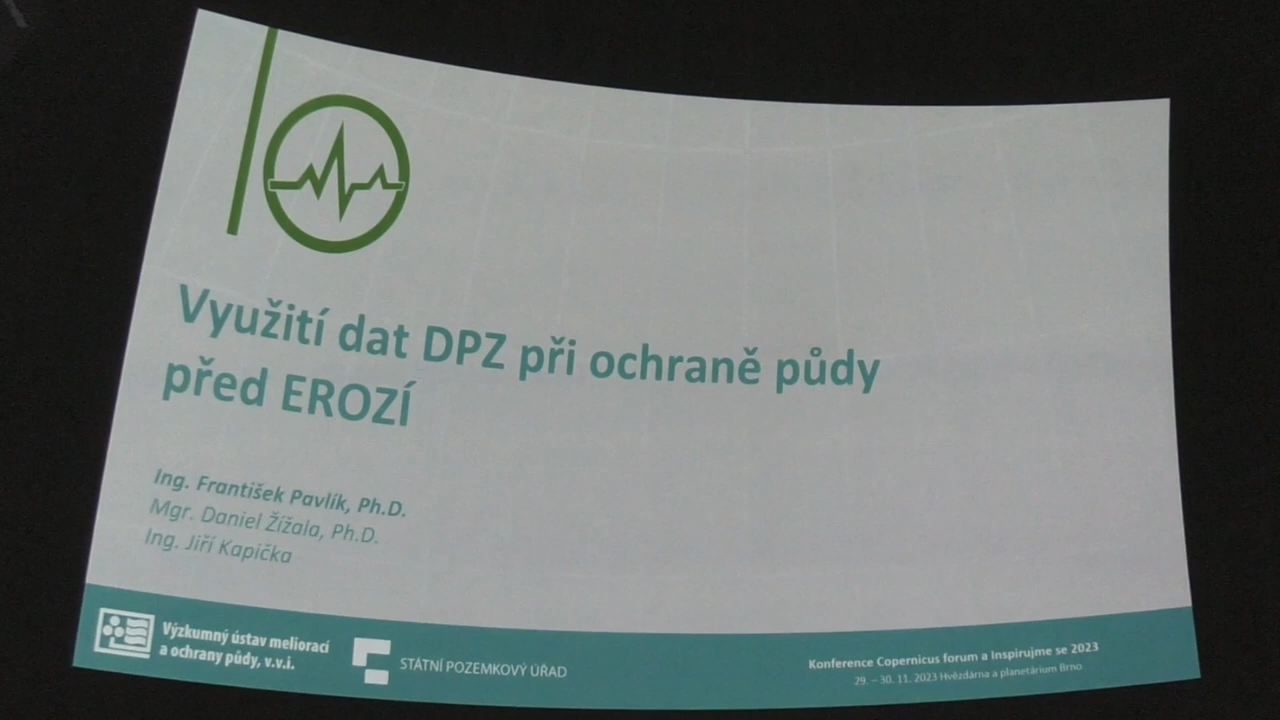 Využití dat DPZ při ochraně půdy
před EROZÍ
Ing. František Pavlík, Ph.D.
Mgr. Daniel Žížala, Ph.D.
Ing. Jiří Kapička
Výzkumný ústav meliorací
a ochrany půdy, v.v.i.
STÁTNÍ POZEMKOVÝ ÚŘAD
Konference Copernicus forum a Inspirujme se 2023
29. – 30. 11. 2023 Hvězdárna a planetárium Brno